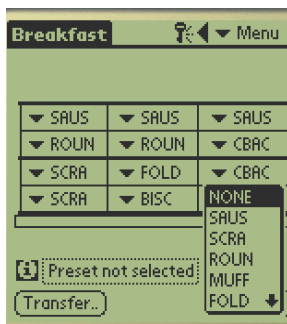 Breakfast Menu
SAUS SAUS SAUS
ROUN ROUN CBAC
SCRA FOLD CBAC
SCRA BISC
NONE
SAUS
SCRA
ROUN
MUFF
FOLD
Preset not selected
Transfer..